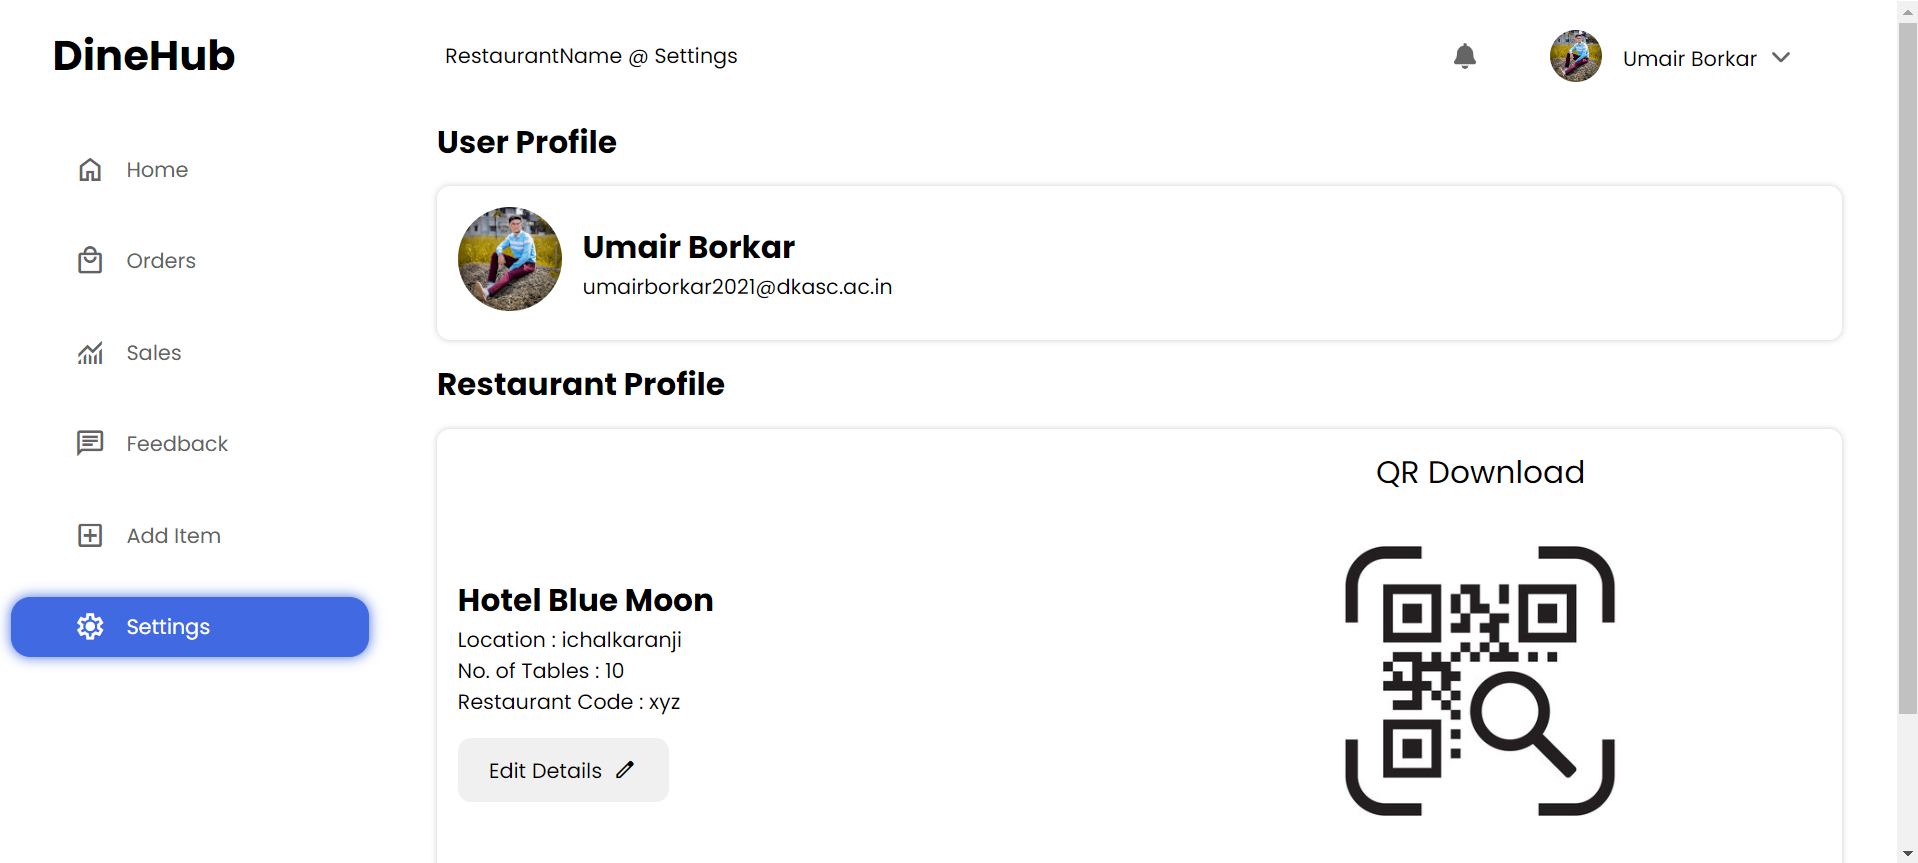 DineHub
RestaurantName @ Settings
Umair Borkar
Home
Orders
Sales
Feedback
Add Item
Settings
User Profile
Umair Borkar
umairborkar2021@dkasc.ac.in
Restaurant Profile
QR Download
Hotel Blue Moon
Location : ichalkaranji
No. of Tables : 10
Restaurant Code : xyz
Edit Details